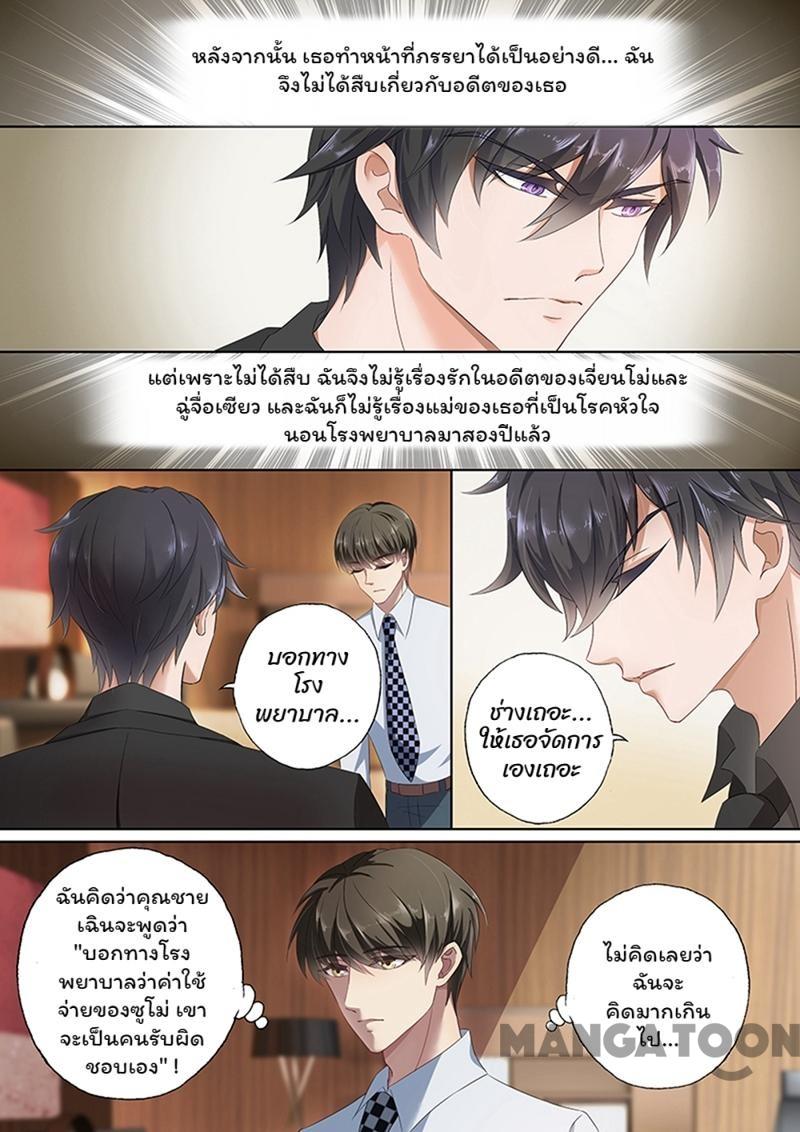 หลังจากนั้น เธอทำหน้าที่ภรรยาได้เป็นอย่างดี... ฉัน
จึงไม่ได้สืบเกี่ยวกับอดีตของเธอ
แต่เพราะไม่ได้สืบ ฉันจึงไม่รู้เรื่องรักในอดีตของเจี่ยนโม่และ
ฉู่จื่อเซียว และฉันก็ไม่รู้เรื่องแม่ของเธอที่เป็นโรคหัวใจ
นอนโรงพยาบาลมาสองปีแล้ว
บอกทาง
โรง
พยาบาล...
ช่างเถอะ...
ให้เธอจัดการ
เองเถอะ
ฉันคิดว่าคุณชาย
เฉินจะพูดว่า
"บอกทางโรง
พยาบาลว่าค่าใช้
จ่ายของซูโม่ เขา
จะเป็นคนรับผิด
ชอบเอง" !
ไม่คิดเลยว่า
ฉันจะ
คิดมากเกิน
ไป...
MANGATOON